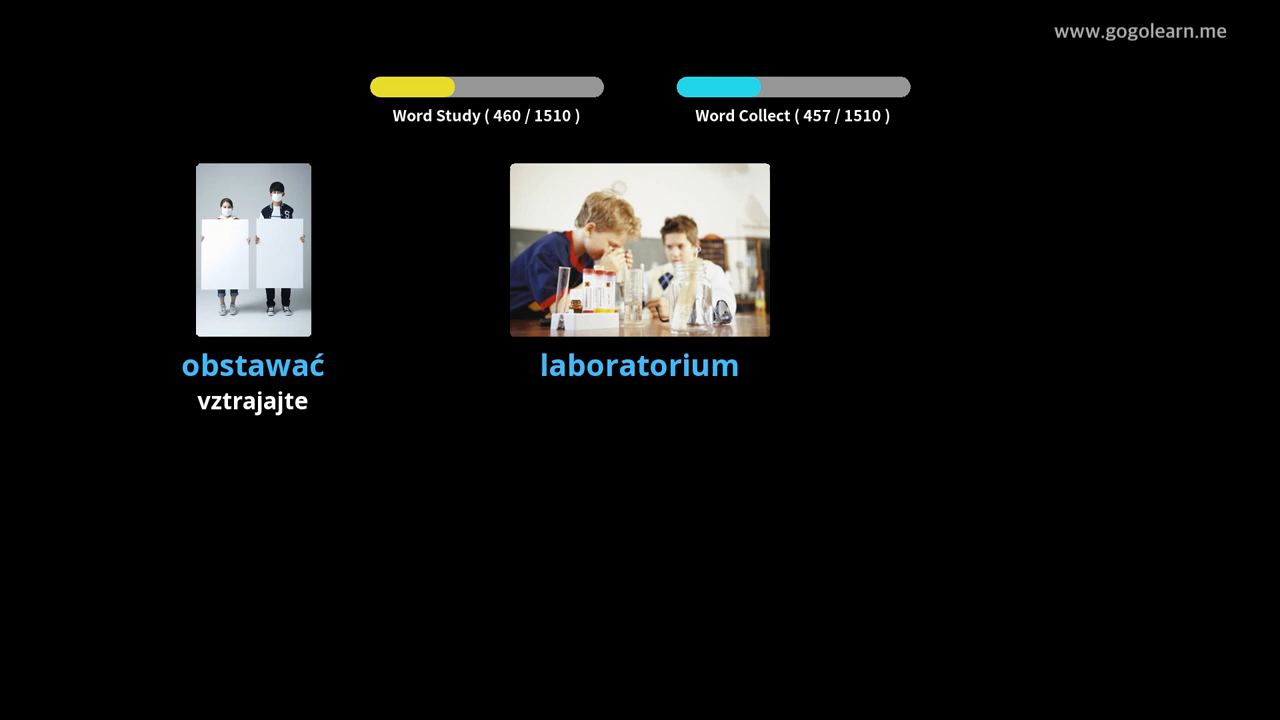 www.gogolearn.me
Word Study ( 460 / 1510 )
Word Collect ( 457 / 1510 )
obstawać
laboratorium
vztrajajte